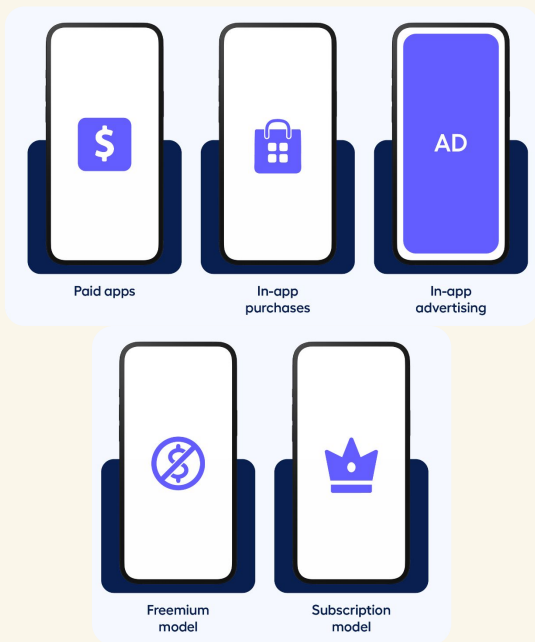 $
AD
Paid apps
In-app
purchases
In-app
advertising
$
Freemium
model
Subscription
model